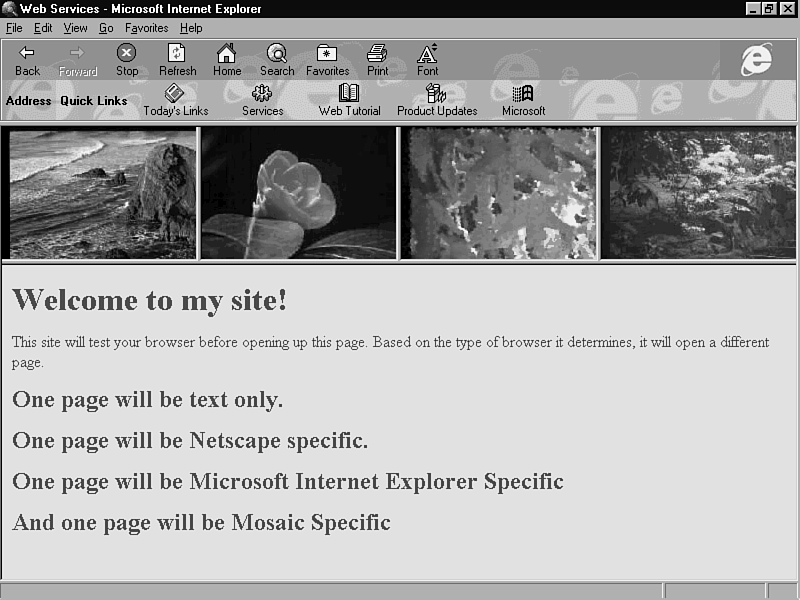 Web Services - Microsoft Internet Explorer
File Edit View Go Favorites Help
Back Forward Stop Refresh Home Search Favorites Print Font
Address Quick Links Today's Links Services Web Tutorial Product Updates Microsoft
Welcome to my site!
This site will test your browser before opening up this page. Based on the type of browser it determines, it will open a different
page.
One page will be text only.
One page will be Netscape specific.
One page will be Microsoft Internet Explorer Specific
And one page will be Mosaic Specific